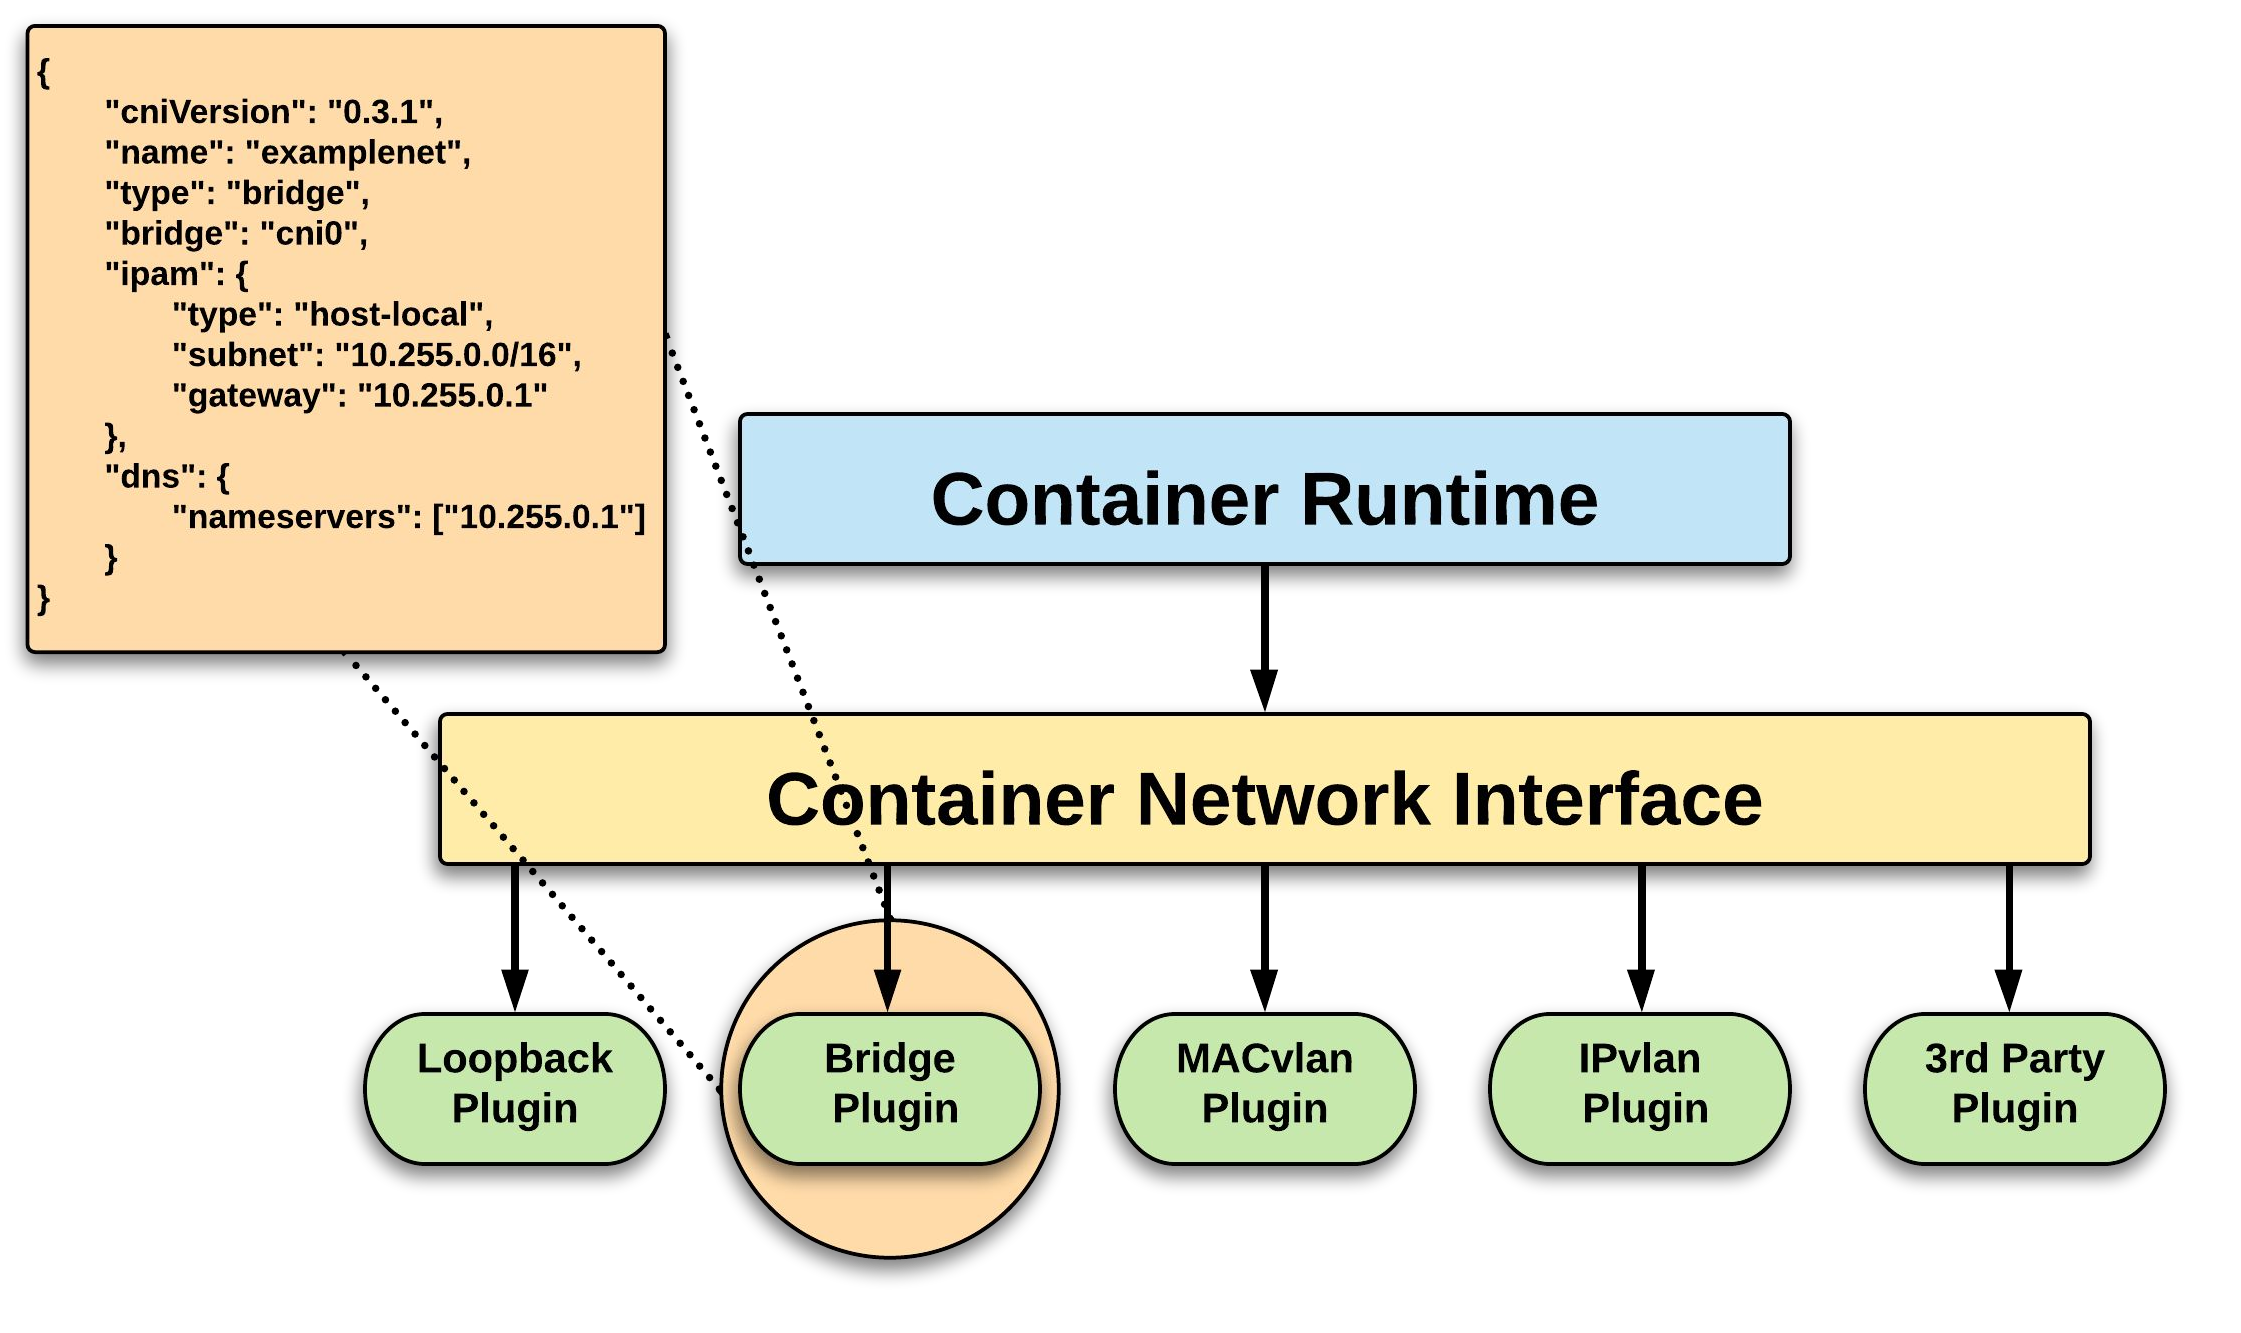 {
"cniVersion": "0.3.1",
"name": "examplenet",
"type": "bridge",
"bridge": "cni0",
"ipam": {
"type": "host-local",
"subnet": "10.255.0.0/16",
"gateway": "10.255.0.1"
},
"dns": {
"nameservers": ["10.255.0.1"]
}
}
Container Runtime
Container Network Interface
Loopback
Plugin
Bridge
Plugin
MACvlan
Plugin
IPvlan
Plugin
3rd Party
Plugin